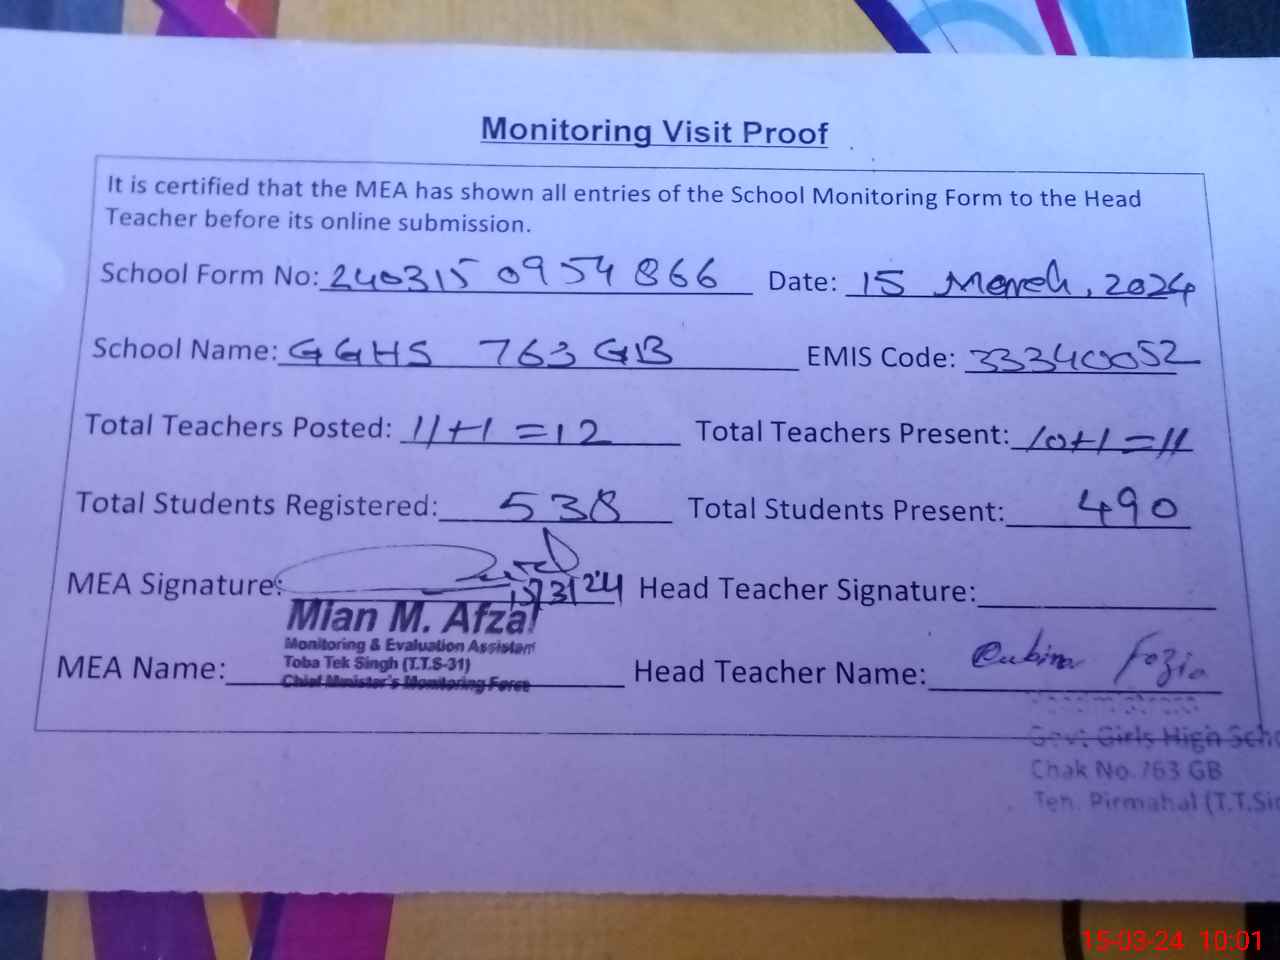 Monitoring Visit Proof
It is certified that the MEA has shown all entries of the School Monitoring Form to the Head
Teacher before its online submission.
School Form No: 240315 0954 866 Date: 15 March, 2024
School Name: GGHS 763 GB EMIS Code: 33340052
Total Teachers Posted: 11+1 =12 Total Teachers Present: 10+1 =11
Total Students Registered: 538 Total Students Present: 490
MEA Signature: 15/3/24 Head Teacher Signature:
Mian M. Afzal
Monitoring & Evaluation Assistant
Toba Tek Singh (T.T.S-31)
Chief Minister's Monitoring Force
MEA Name: Head Teacher Name: Rubina Fozia
Govt Girls High Scho
Chak No.763 GB
Teh. Pirmahal (T.T.Sin
15-03-24 10:01